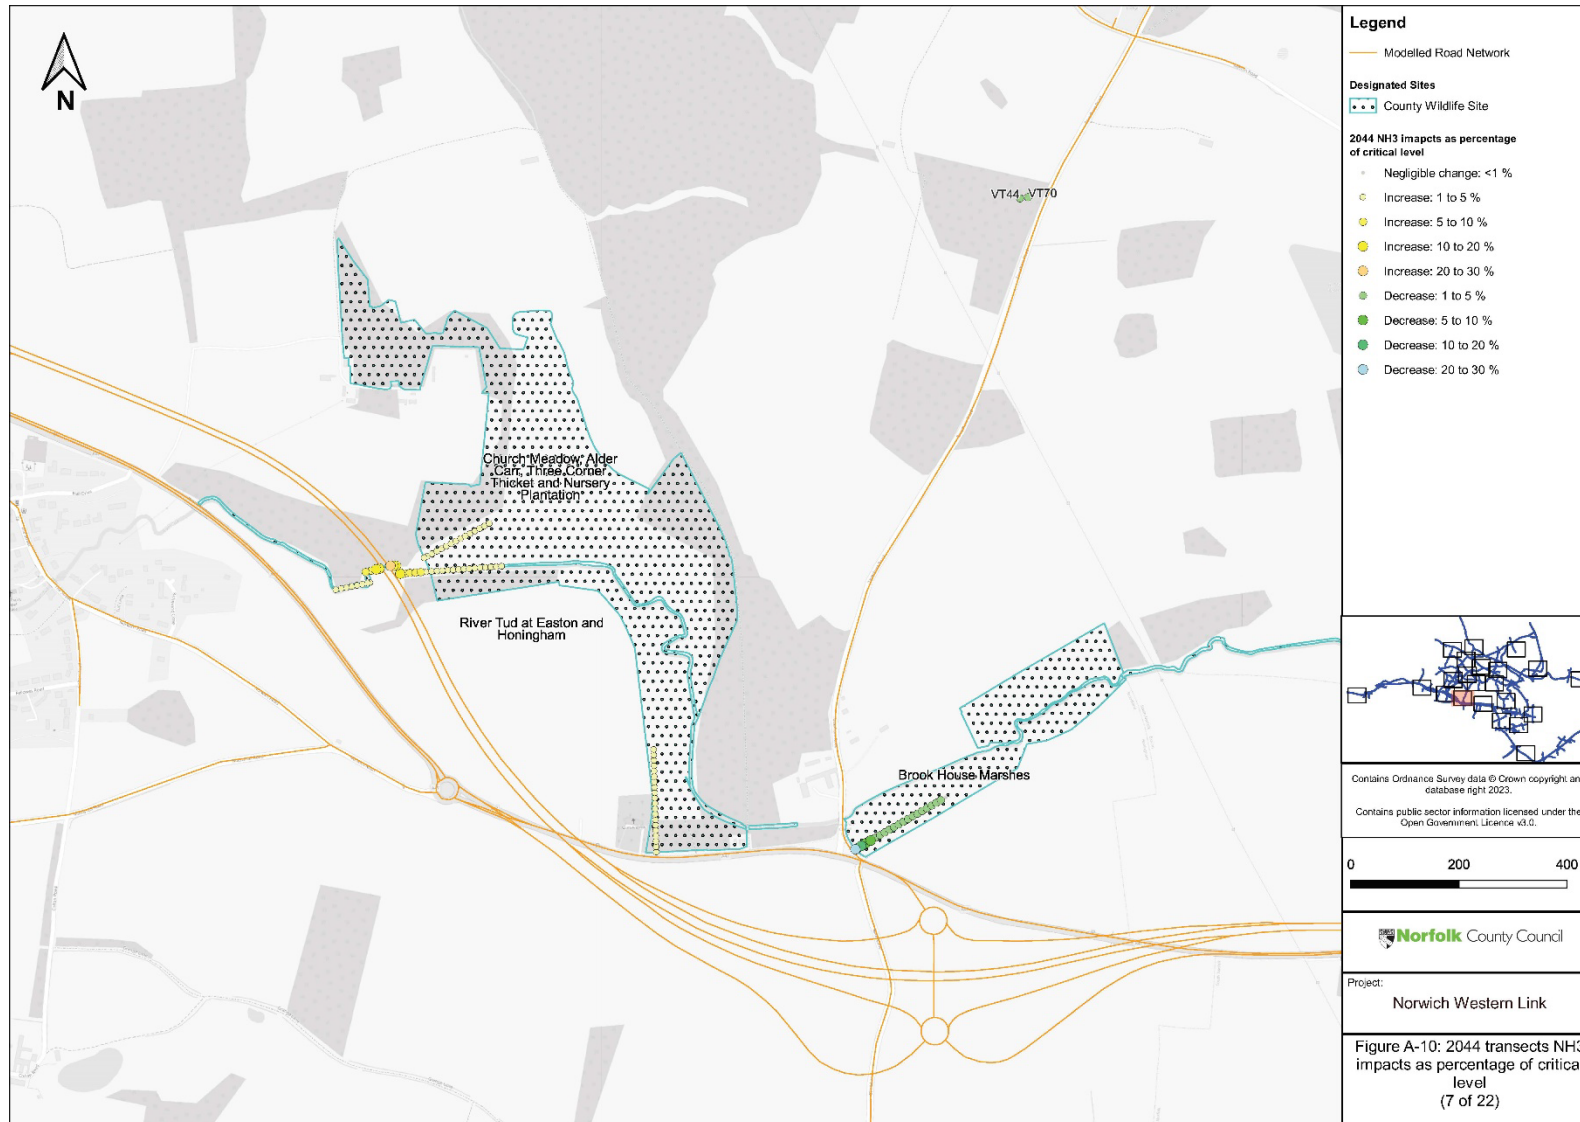 N
VT44
VT70
Church Meadow, Alder
Carr, Three Corner
Thicket and Nursery
Plantation
River Tud at Easton and
Honingham
Brook House Marshes
Legend
Modelled Road Network
Designated Sites
County Wildlife Site
2044 NH3 imapcts as percentage
of critical level
Negligible change: <1 %
Increase: 1 to 5 %
Increase: 5 to 10 %
Increase: 10 to 20 %
Increase: 20 to 30 %
Decrease: 1 to 5 %
Decrease: 5 to 10 %
Decrease: 10 to 20 %
Decrease: 20 to 30 %
Contains Ordnance Survey data © Crown copyright an
database right 2023.
Contains public sector information licensed under the
Open Government Licence v3.0.
0 200 400
Norfolk County Council
Project:
Norwich Western Link
Figure A-10: 2044 transects NH3
impacts as percentage of critical
level
(7 of 22)